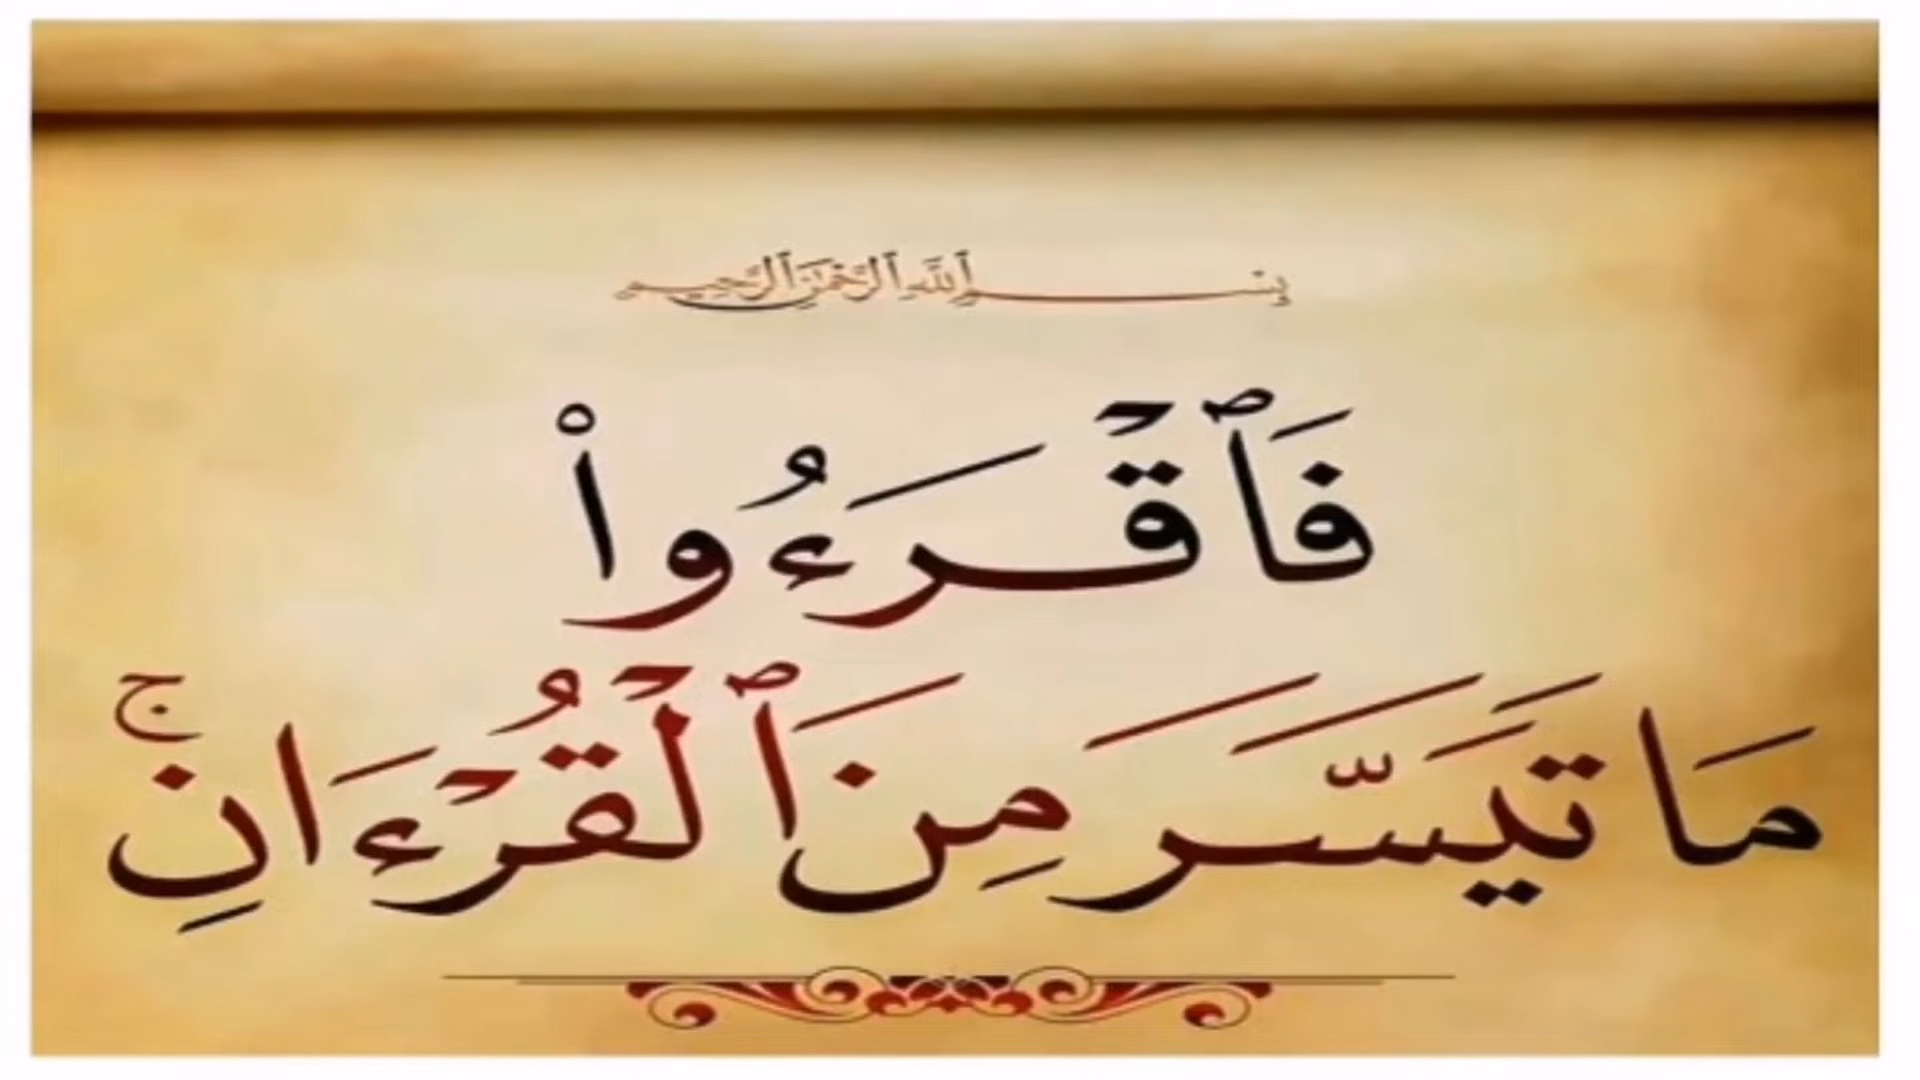 بِسْمِ ٱللَّهِ ٱلرَّحْمَٰنِ ٱلرَّحِيمِ
فَٱقْرَءُوا۟
مَا تَيَسَّرَ مِنَ ٱلْقُرْءَانِ ۚ